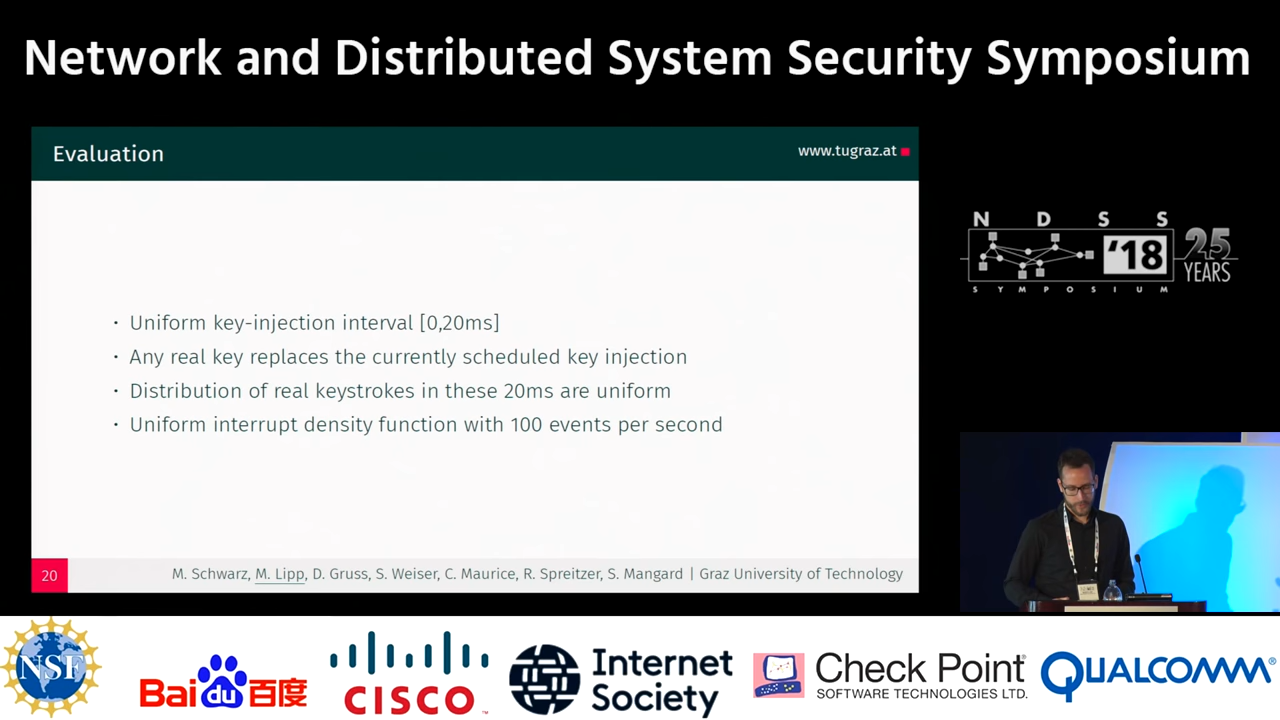 Network and Distributed System Security Symposium
Evaluation
www.tugraz.at
• Uniform key-injection interval [0,20ms]
• Any real key replaces the currently scheduled key injection
• Distribution of real keystrokes in these 20ms are uniform
• Uniform interrupt density function with 100 events per second
20
M. Schwarz, M. Lipp, D. Gruss, S. Weiser, C. Maurice, R. Spreitzer, S. Mangard | Graz University of Technology
N D S S
'18
25
YEARS
S Y M P O S I U M
NSF
Baidu百度
CISCO™
Internet
Society
Check Point®
SOFTWARE TECHNOLOGIES LTD.
QUALCOMM®